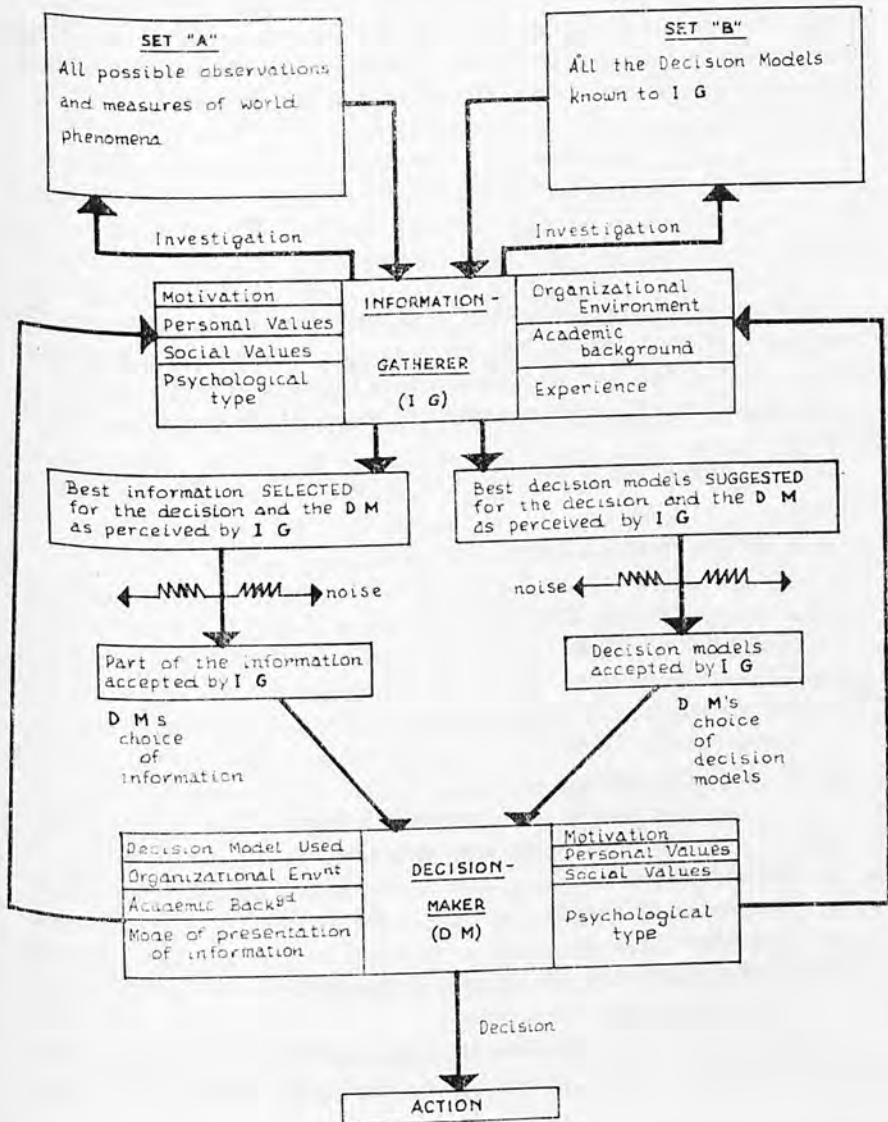 SET "A"
All possible observations
and measures of world
phenomena
SET "B"
All the Decision Models
known to I G
Investigation
Investigation
Motivation
Personal Values
Social Values
Psychological
type
INFORMATION -
GATHERER
(I G)
Organizational
Environment
Academic
background
Experience
Best information SELECTED
for the decision and the D M
as perceived by I G
Best decision models SUGGESTED
for the decision and the D M
as perceived by I G
noise
noise
Part of the information
accepted by I G
Decision models
accepted by I G
D M s
choice
of
information
D M's
choice
of
decision
models
Decision Model Used
Organizational Envnt
Academic Backgd
Mode of presentation
of information
DECISION -
MAKER
(D M)
Motivation
Personal Values
Social Values
Psychological
type
Decision
ACTION